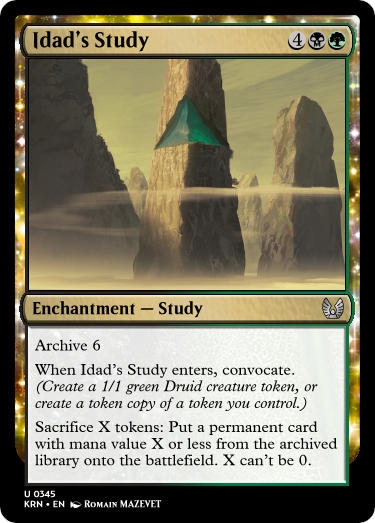 Idad's Study
4
Enchantment — Study
Archive 6
When Idad's Study enters, convocate.
(Create a 1/1 green Druid creature token, or
create a token copy of a token you control.)
Sacrifice X tokens: Put a permanent card
with mana value X or less from the archived
library onto the battlefield. X can't be 0.
U 0345
KRN • EN Romain MAZEVET